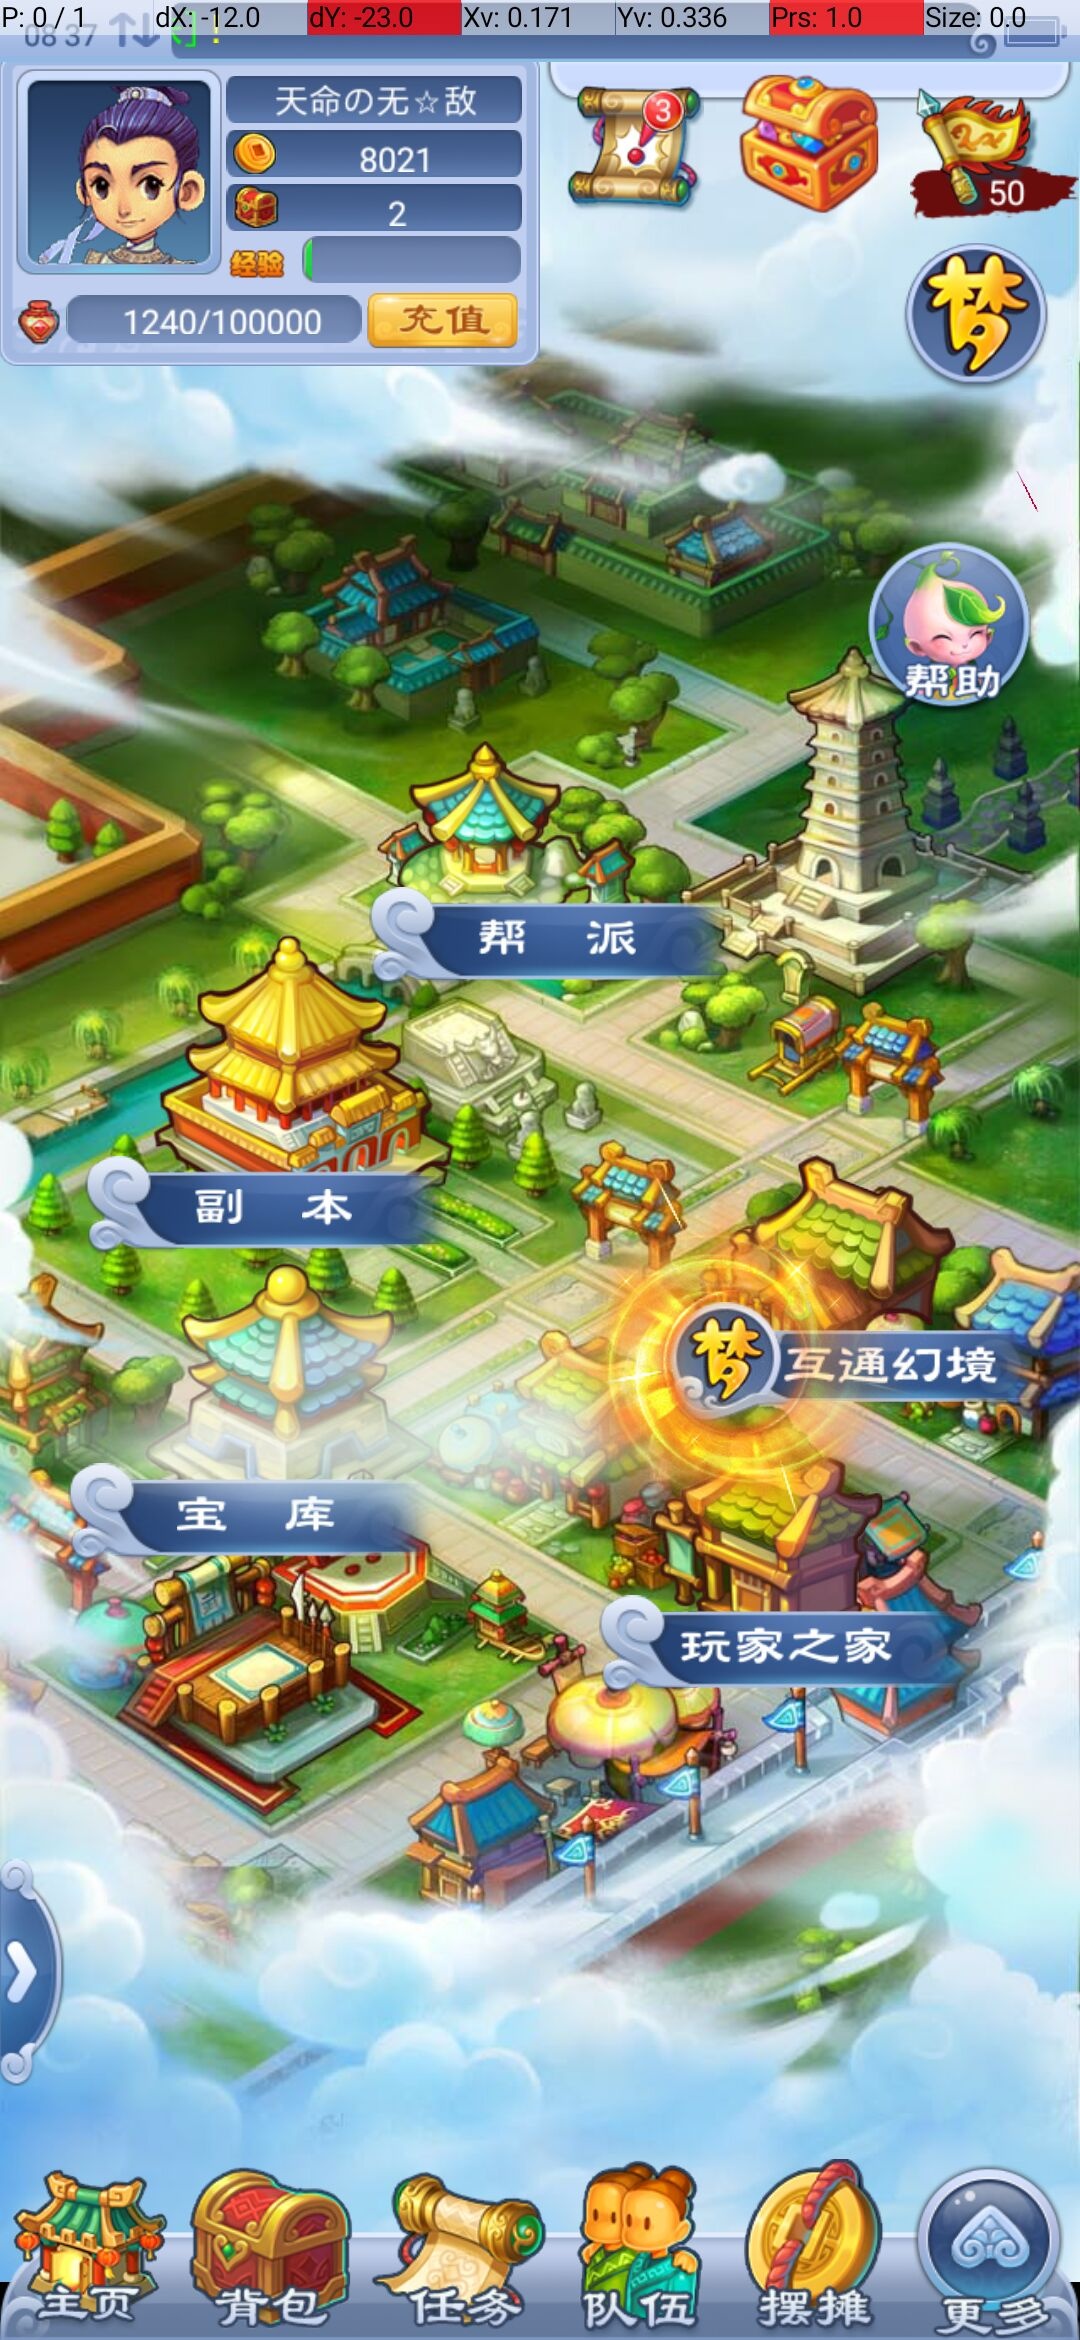 P: 0 / 1 dX: -12.0 dY: -23.0 Xv: 0.171 Yv: 0.336 Prs: 1.0 Size: 0.0
08 37
天命の无☆敌
8021
2
经验
1240/100000 充值
3
50
梦
帮助
帮 派
副 本
梦 互通幻境
宝 库
玩家之家
主页 背包 任务 队伍 摆摊 更多